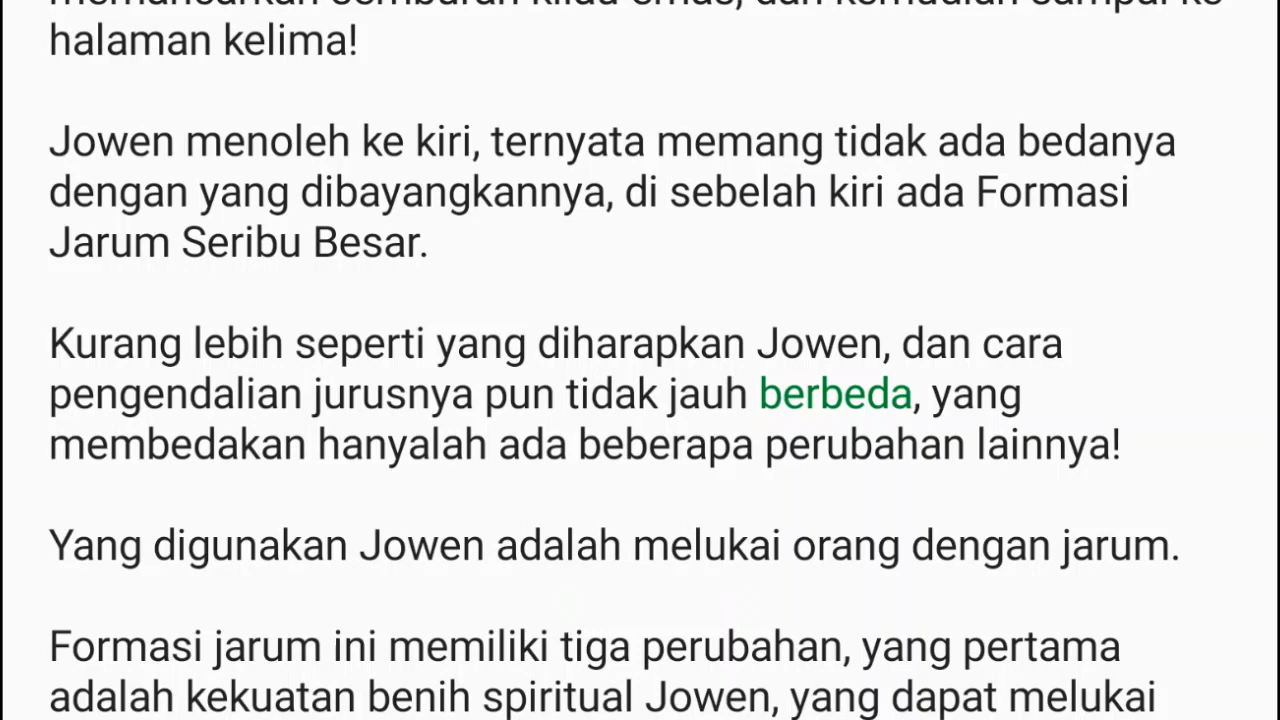 halaman kelima!
Jowen menoleh ke kiri, ternyata memang tidak ada bedanya
dengan yang dibayangkannya, di sebelah kiri ada Formasi
Jarum Seribu Besar.
Kurang lebih seperti yang diharapkan Jowen, dan cara
pengendalian jurusnya pun tidak jauh berbeda, yang
membedakan hanyalah ada beberapa perubahan lainnya!
Yang digunakan Jowen adalah melukai orang dengan jarum.
Formasi jarum ini memiliki tiga perubahan, yang pertama
adalah kekuatan benih spiritual Jowen, yang dapat melukai